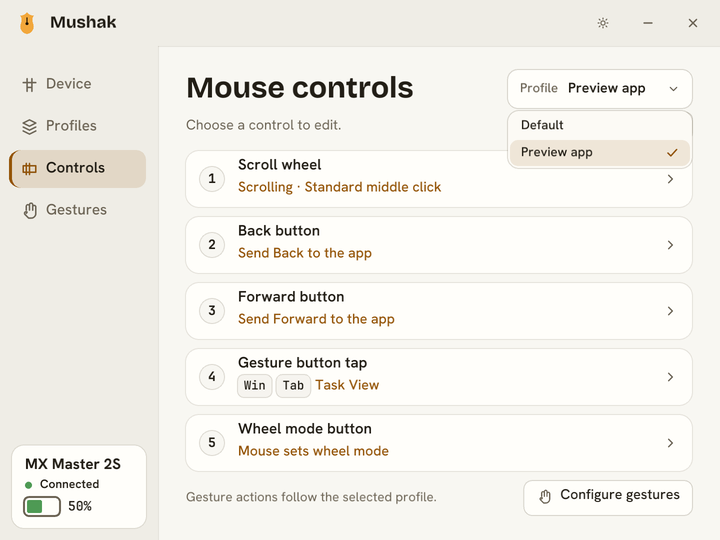 Mushak
Device
Profiles
Controls
Gestures
MX Master 2S
Connected
50%
Mouse controls
Profile Preview app
Default
Preview app
Choose a control to edit.
1
Scroll wheel
Scrolling · Standard middle click
2
Back button
Send Back to the app
3
Forward button
Send Forward to the app
4
Gesture button tap
Win Tab Task View
5
Wheel mode button
Mouse sets wheel mode
Gesture actions follow the selected profile.
Configure gestures